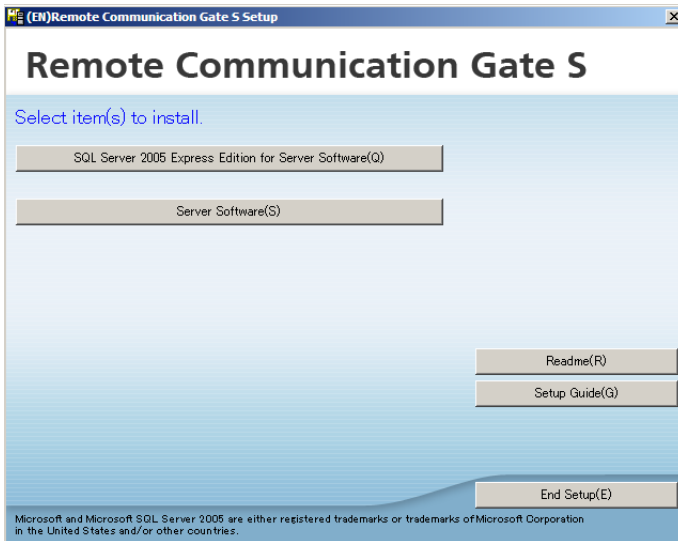 (EN)Remote Communication Gate S Setup
Remote Communication Gate S
Select item(s) to install.
SQL Server 2005 Express Edition for Server Software(Q)
Server Software(S)
Readme(R)
Setup Guide(G)
End Setup(E)
Microsoft and Microsoft SQL Server 2005 are either registered trademarks or trademarks of Microsoft Corporation
in the United States and/or other countries.